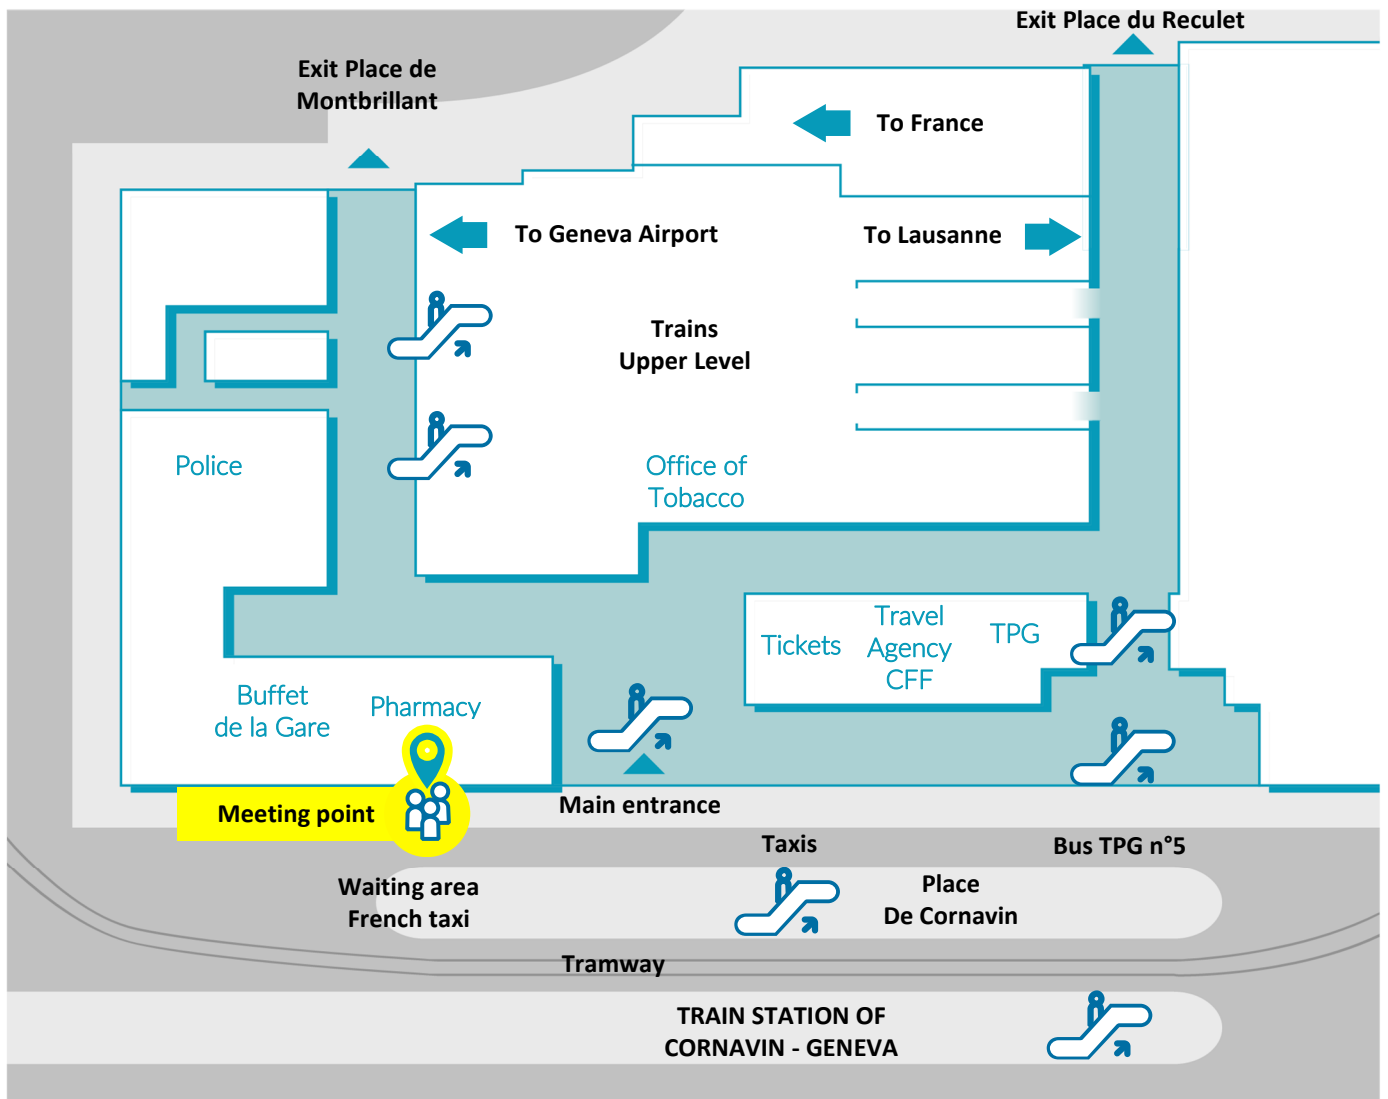 Exit Place du Reculet
Exit Place de
Montbrillant
To France
To Geneva Airport
To Lausanne
Trains
Upper Level
Police
Office of
Tobacco
Tickets
Travel
Agency
CFF
TPG
Buffet
de la Gare
Pharmacy
Meeting point
Main entrance
Taxis
Bus TPG n°5
Waiting area
French taxi
Place
De Cornavin
Tramway
TRAIN STATION OF
CORNAVIN - GENEVA